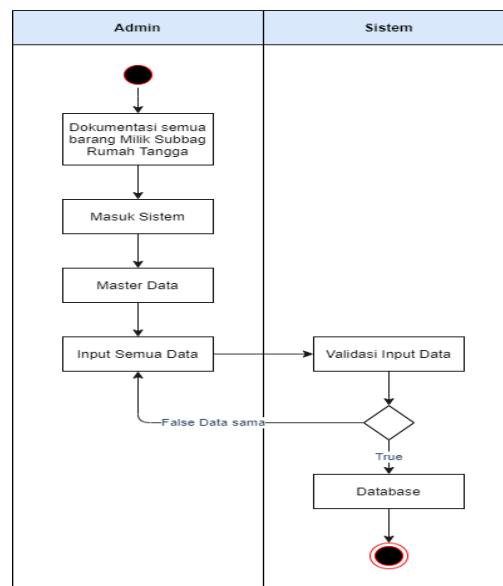 Admin
Sistem
Dokumentasi semua
barang Milik Subbag
Rumah Tangga
Masuk Sistem
Master Data
Input Semua Data
Validasi Input Data
False Data sama
True
Database